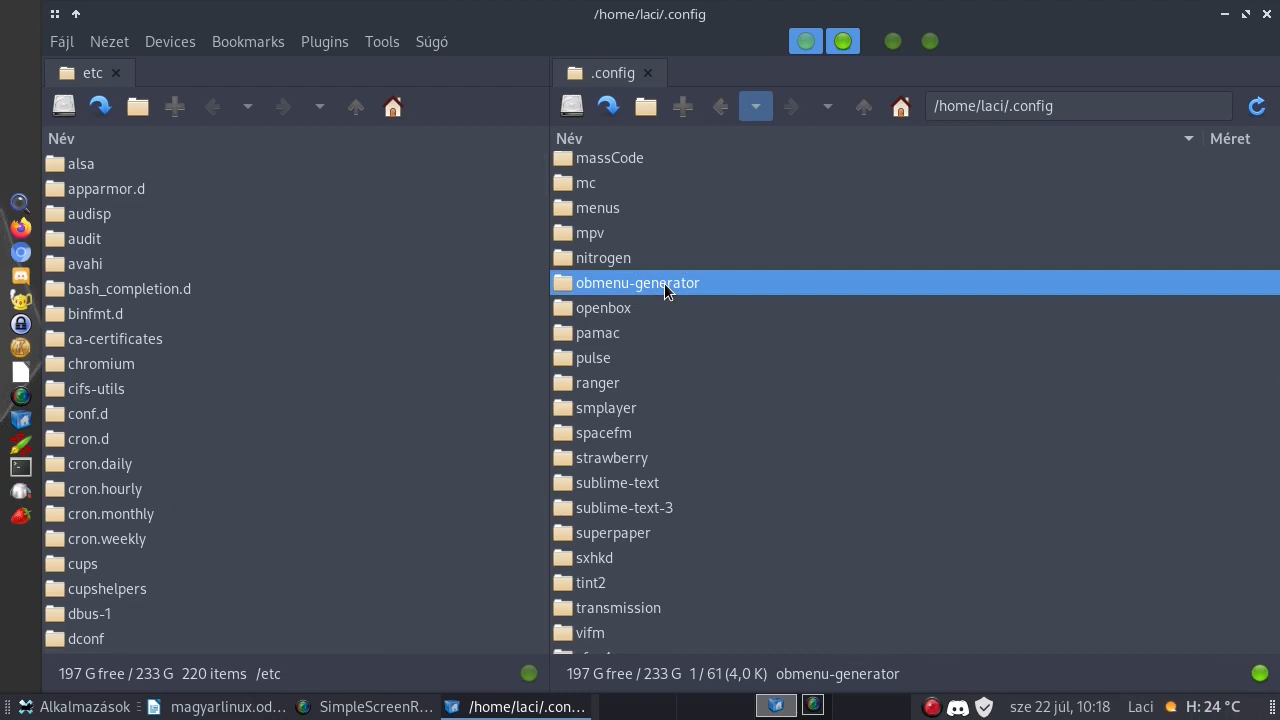 /home/laci/.config
Fájl Nézet Devices Bookmarks Plugins Tools Súgó
etc
Név
alsa
apparmor.d
audisp
audit
avahi
bash_completion.d
binfmt.d
ca-certificates
chromium
cifs-utils
conf.d
cron.d
cron.daily
cron.hourly
cron.monthly
cron.weekly
cups
cupshelpers
dbus-1
dconf
197 G free / 233 G 220 items /etc
.config
/home/laci/.config
Név Méret
massCode
mc
menus
mpv
nitrogen
obmenu-generator
openbox
pamac
pulse
ranger
smplayer
spacefm
strawberry
sublime-text
sublime-text-3
superpaper
sxhkd
tint2
transmission
vifm
197 G free / 233 G 1 / 61 (4,0 K) obmenu-generator
Alkalmazások magyarlinux.od... SimpleScreenR... /home/laci/.con... sze 22 júl, 10:18 Laci H: 24 °C